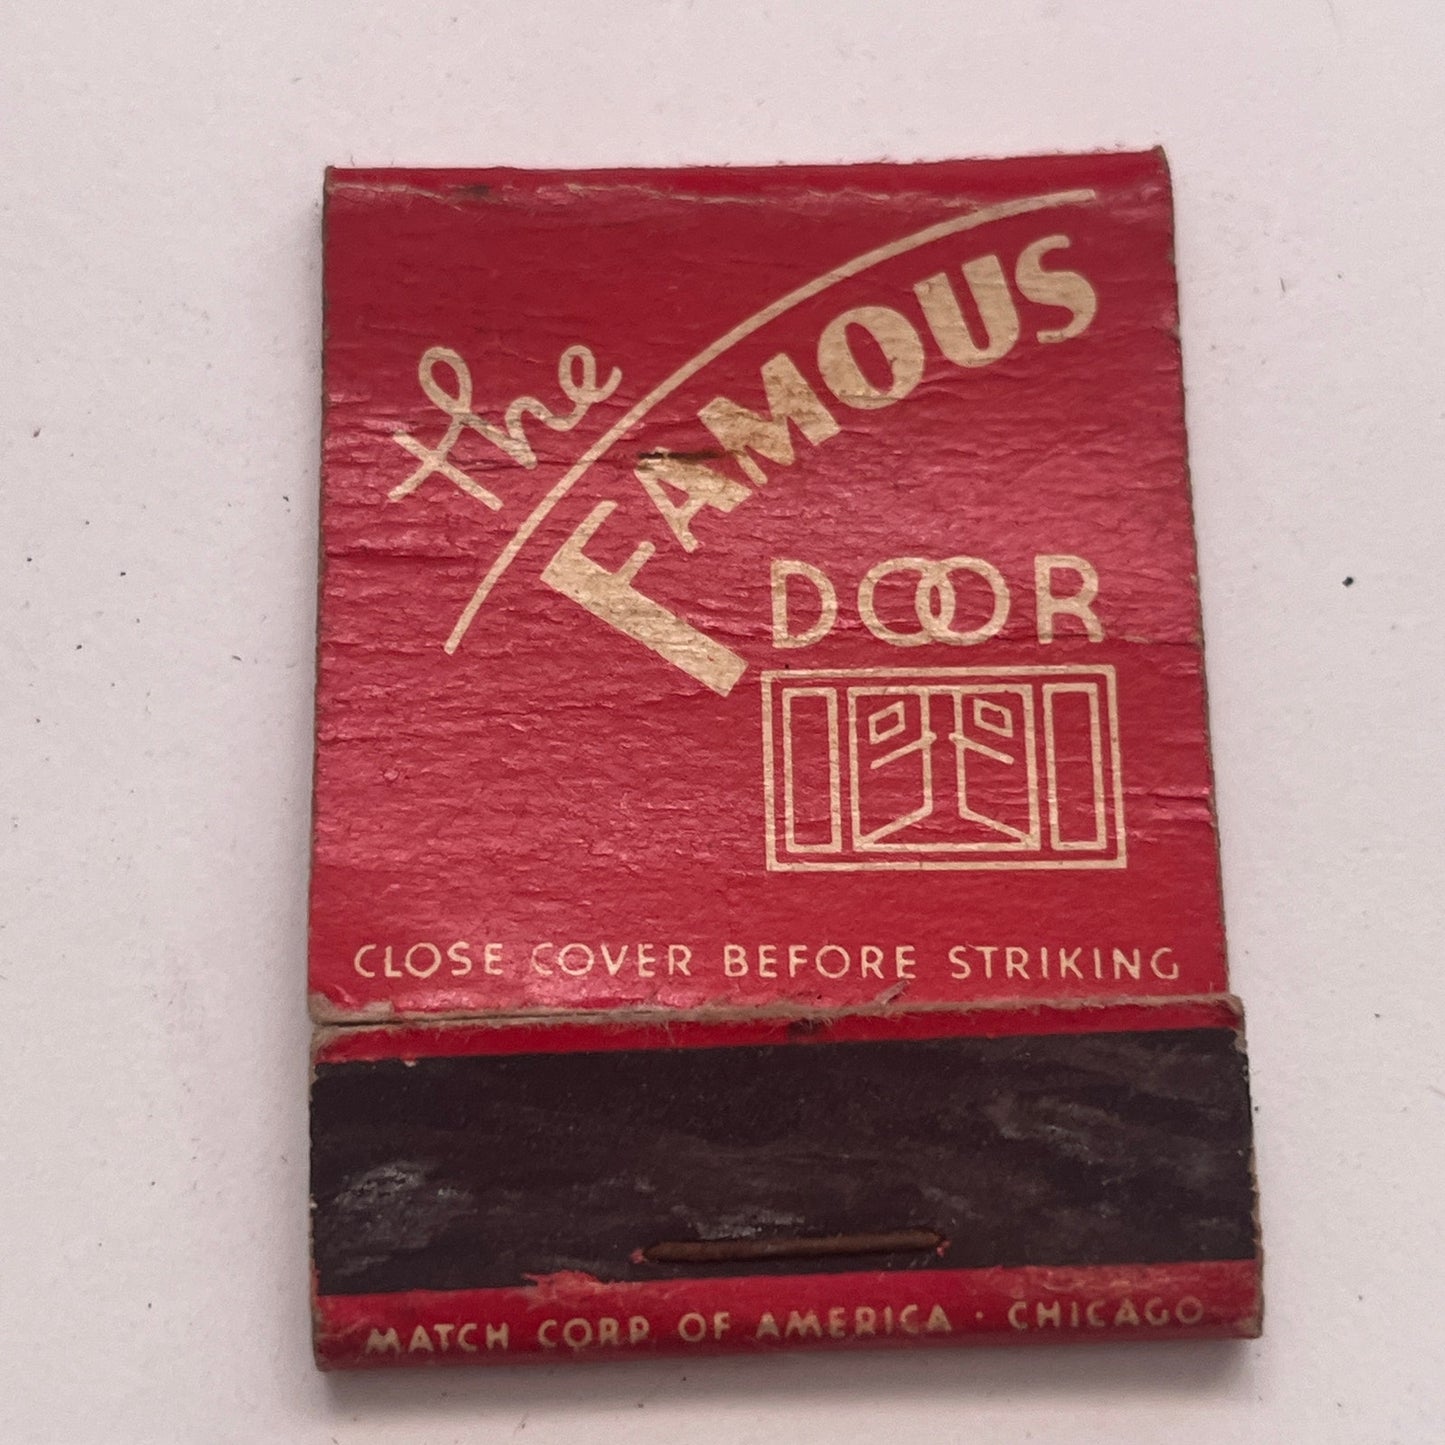 the
FAMOUS
DOOR
CLOSE COVER BEFORE STRIKING
MATCH CORP. OF AMERICA · CHICAGO